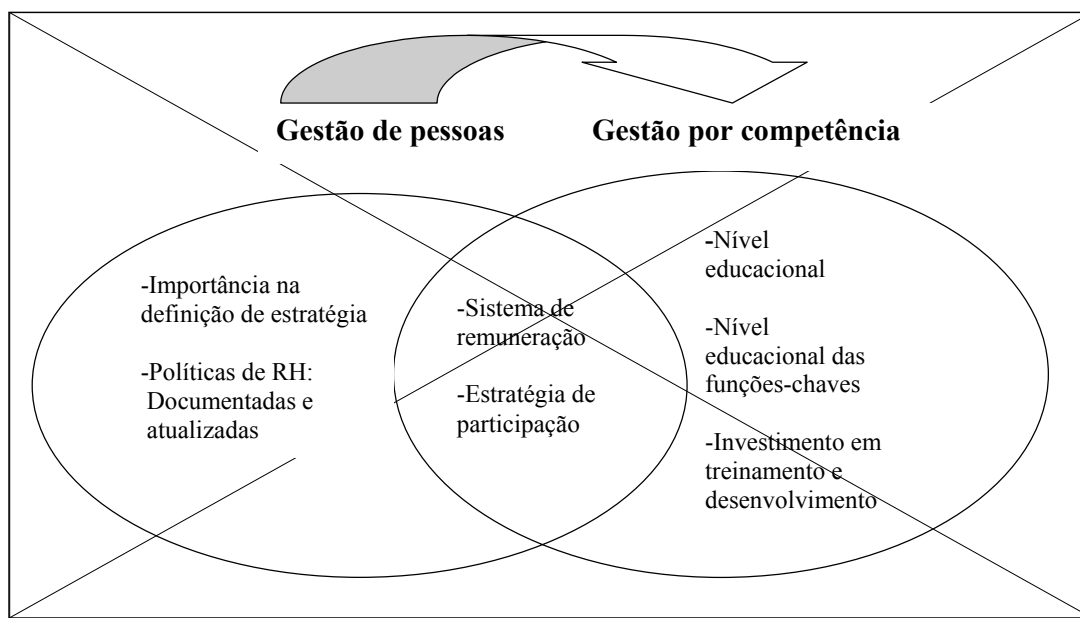 Gestão de pessoas
Gestão por competência
-Importância na
definição de estratégia
-Políticas de RH:
Documentadas e
atualizadas
-Sistema de
remuneração
-Estratégia de
participação
-Nível
educacional
-Nível
educacional das
funções-chaves
-Investimento em
treinamento e
desenvolvimento